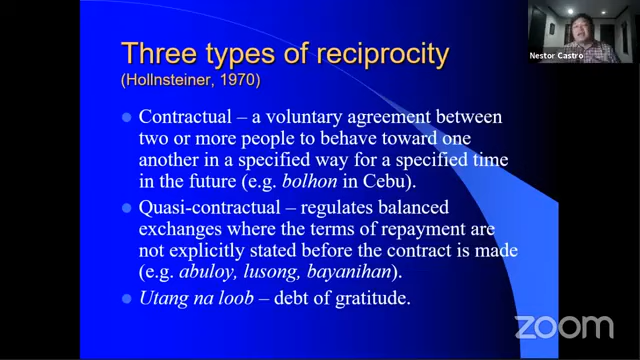 Three types of reciprocity
(Hollnsteiner, 1970)
Nestor Castro
Contractual – a voluntary agreement between
two or more people to behave toward one
another in a specified way for a specified time
in the future (e.g. bolhon in Cebu).
Quasi-contractual – regulates balanced
exchanges where the terms of repayment are
not explicitly stated before the contract is made
(e.g. abuloy, lusong, bayanihan).
Utang na loob – debt of gratitude.
zoom